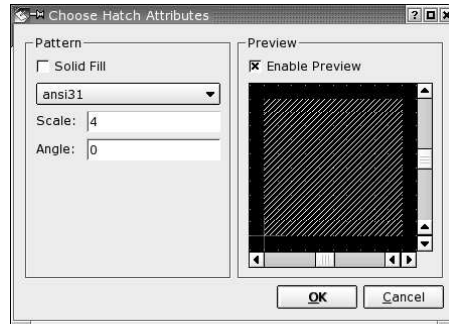 Choose Hatch Attributes
Pattern
Solid Fill
ansi31
Scale: 4
Angle: 0
Preview
Enable Preview
OK
Cancel